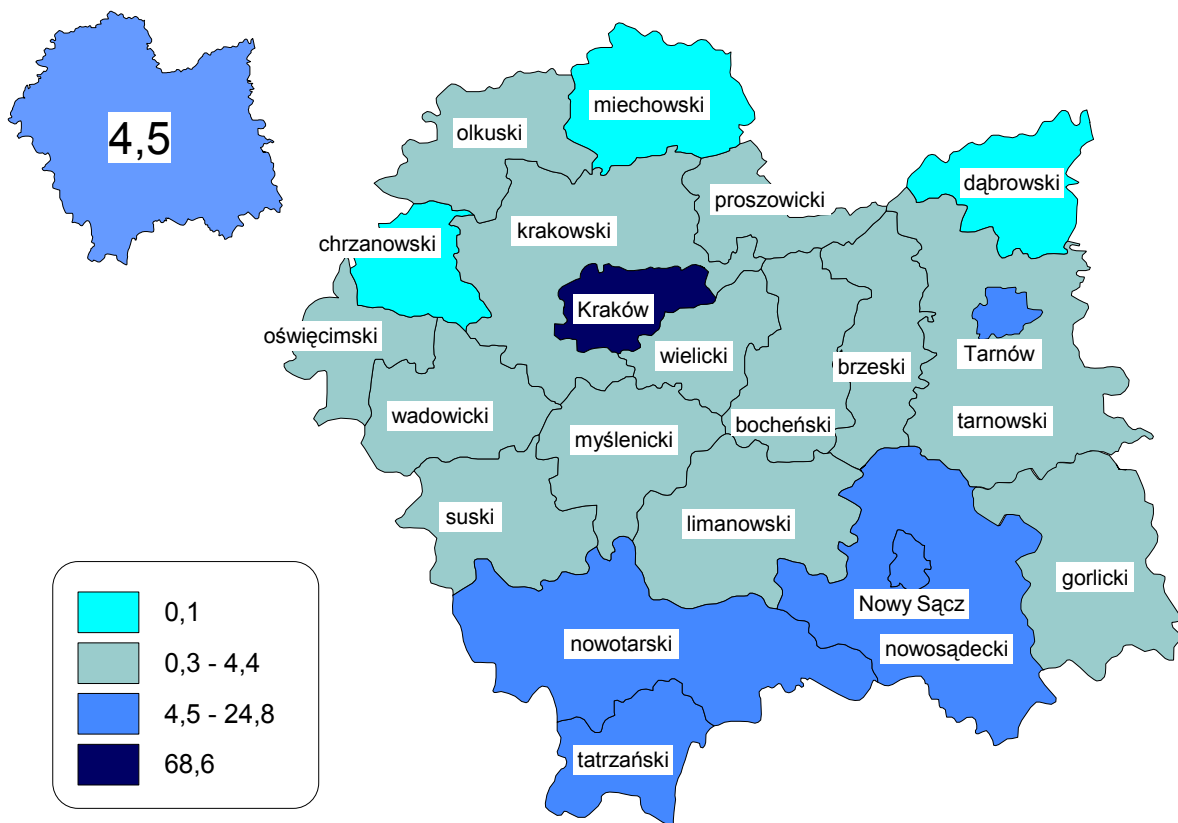 4,5
miechowski
olkuski
dąbrowski
proszowicki
krakowski
chrzanowski
Kraków
oświęcimski
wielicki
brzeski
Tarnów
wadowicki
myślenicki
bocheński
tarnowski
suski
limanowski
gorlicki
Nowy Sącz
nowotarski
nowosądecki
tatrzański
0,1
0,3 - 4,4
4,5 - 24,8
68,6